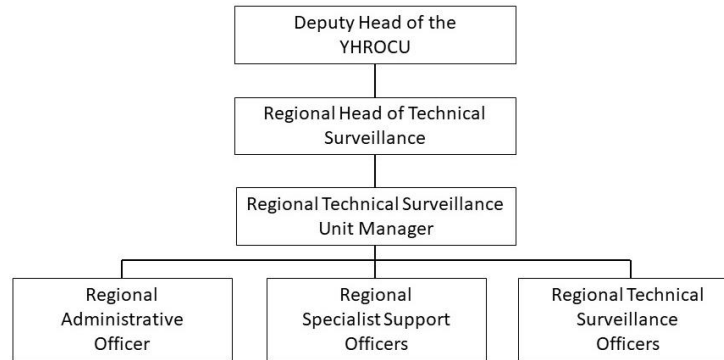 Deputy Head of the
YHROCU
Regional Head of Technical
Surveillance
Regional Technical Surveillance
Unit Manager
Regional
Administrative
Officer
Regional
Specialist Support
Officers
Regional Technical
Surveillance
Officers